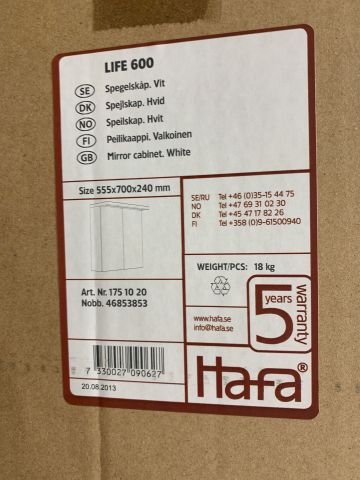 LIFE 600
SE Spegelskåp. Vit
DK Spejlskap. Hvid
NO Speilskap. Hvit
FI Peilikaappi. Valkoinen
GB Mirror cabinet. White
Size 555x700x240 mm
SE/RU Tel +46 (0)35-15 44 75
NO Tel +47 69 31 02 30
DK Tel +45 47 17 82 26
FI Tel +358 (0)9-61500940
WEIGHT/PCS: 18 kg
Art. Nr. 175 10 20
Nobb. 46853853
www.hafa.se
info@hafa.se
5 years warranty
7 330027 090627
20.08.2013
Hafa®